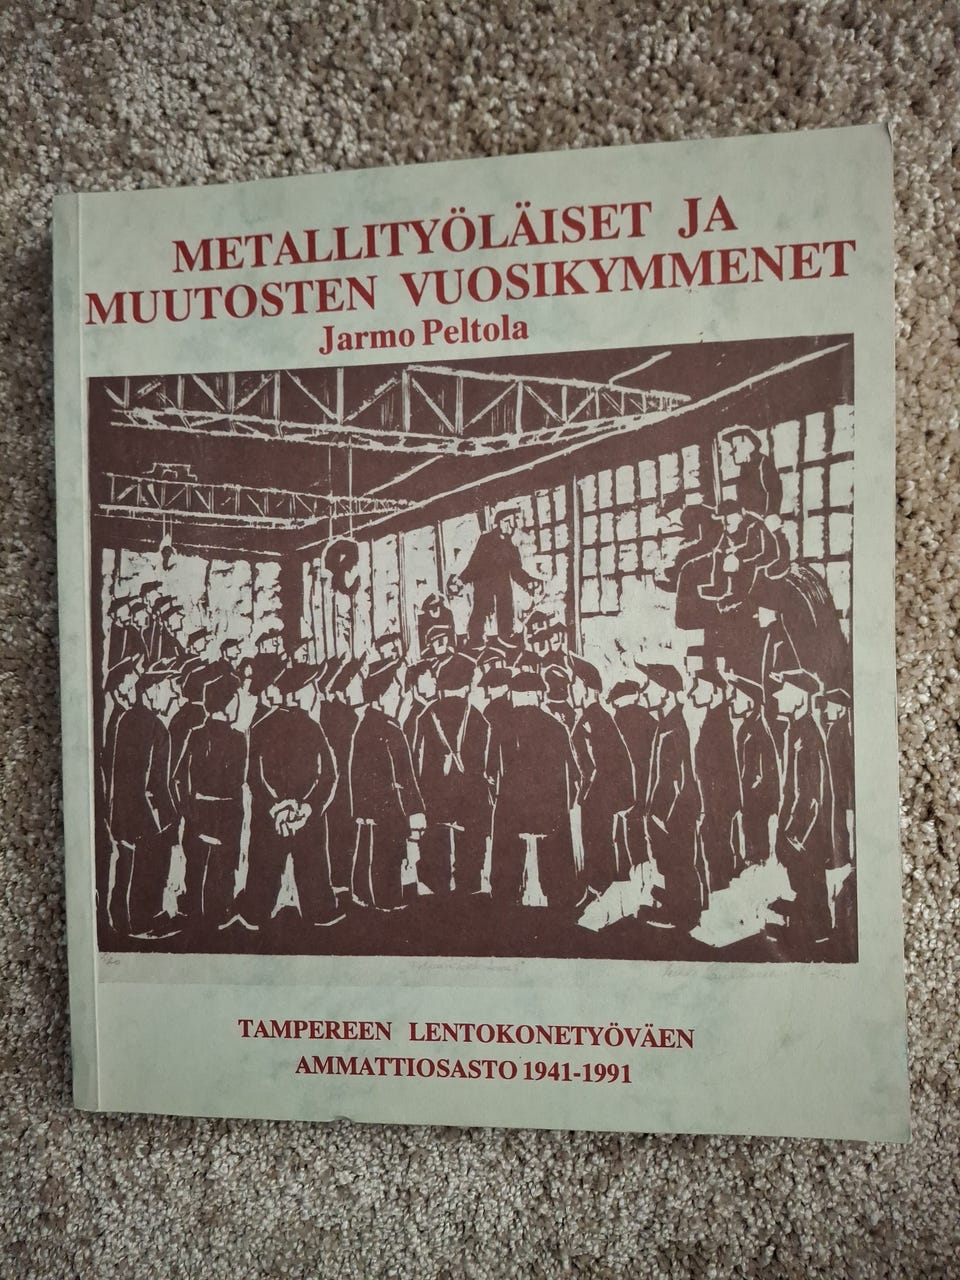 METALLITYÖLÄISET JA
MUUTOSTEN VUOSIKYMMENET
Jarmo Peltola
TAMPEREEN LENTOKONETYÖVÄEN
AMMATTIOSASTO 1941-1991